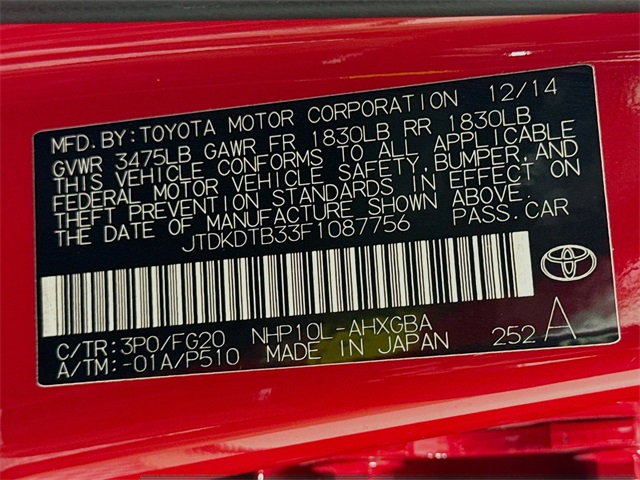 MFD.BY:TOYOTA MOTOR CORPORATION 12/14
GVWR 3475LB GAWR FR 1830LB RR 1830LB
THIS VEHICLE CONFORMS TO ALL APPLICABLE
FEDERAL MOTOR VEHICLE SAFETY,BUMPER,AND
THEFT PREVENTION STANDARDS IN EFFECT ON
THE DATE OF MANUFACTURE SHOWN ABOVE.
JTDKDTB33F1087756 PASS.CAR
C/TR:3P0/FG20 NHP10L-AHXGBA
A/TM:-01A/P510 MADE IN JAPAN 252 A